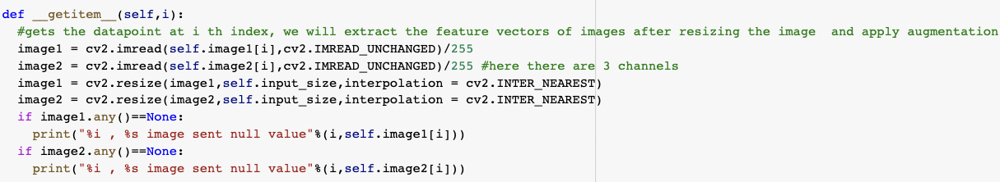 def __getitem__(self,i):
  #gets the datapoint at i th index, we will extract the feature vectors of images after resizing the image  and apply augmentation
  image1 = cv2.imread(self.image1[i],cv2.IMREAD_UNCHANGED)/255
  image2 = cv2.imread(self.image2[i],cv2.IMREAD_UNCHANGED)/255 #here there are 3 channels
  image1 = cv2.resize(image1,self.input_size,interpolation = cv2.INTER_NEAREST)
  image2 = cv2.resize(image2,self.input_size,interpolation = cv2.INTER_NEAREST)
  if image1.any()==None:
    print("%i , %s image sent null value"%(i,self.image1[i]))
  if image2.any()==None:
    print("%i , %s image sent null value"%(i,self.image2[i]))